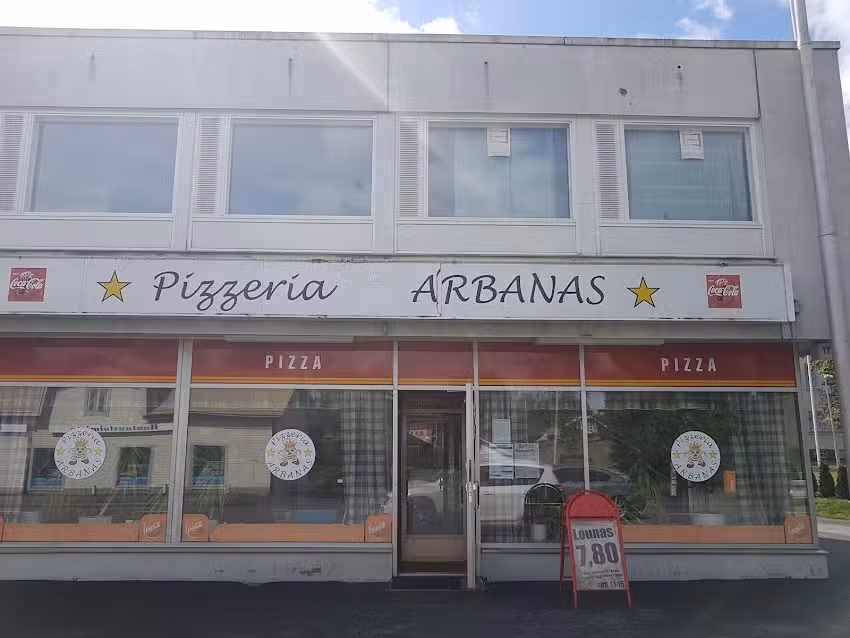 Coca-Cola
Pizzeria ARBANAS
Coca-Cola
PIZZA
PIZZA
Pizzeria
ARBANAS
Pizzeria
ARBANAS
Pizzeria
ARBANAS
Lounas
7,80